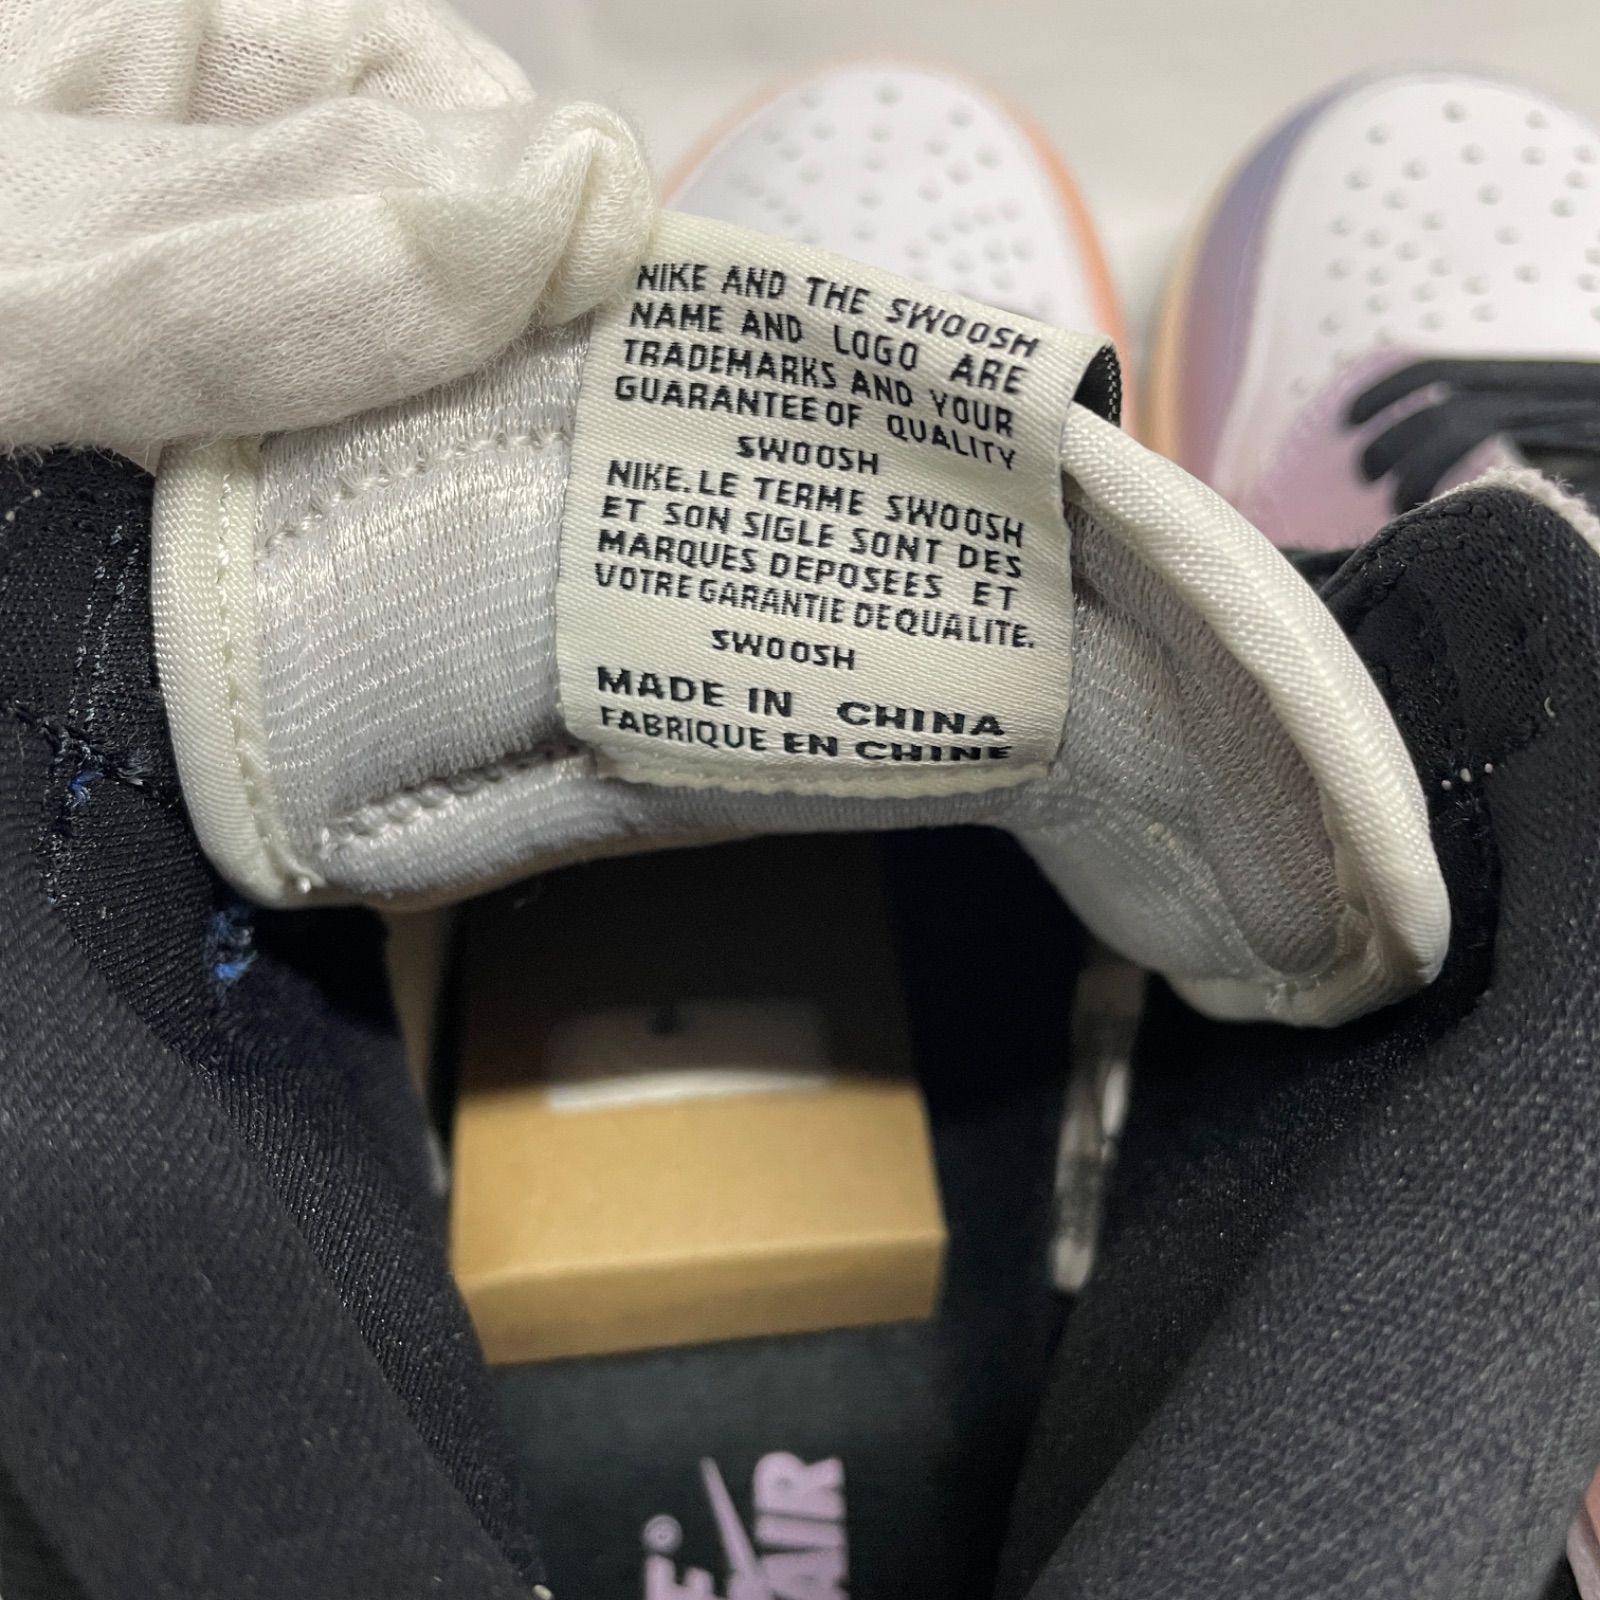 NIKE AND THE SWOOSH
NAME AND LOGO ARE
TRADEMARKS AND YOUR
GUARANTEE OF QUALITY
SWOOSH
NIKE. LE TERME SWOOSH
ET SON SIGLE SONT DES
MARQUES DEPOSEES ET
VOTRE GARANTIE DE QUALITE.
SWOOSH
MADE IN CHINA
FABRIQUE EN CHINE
AIR